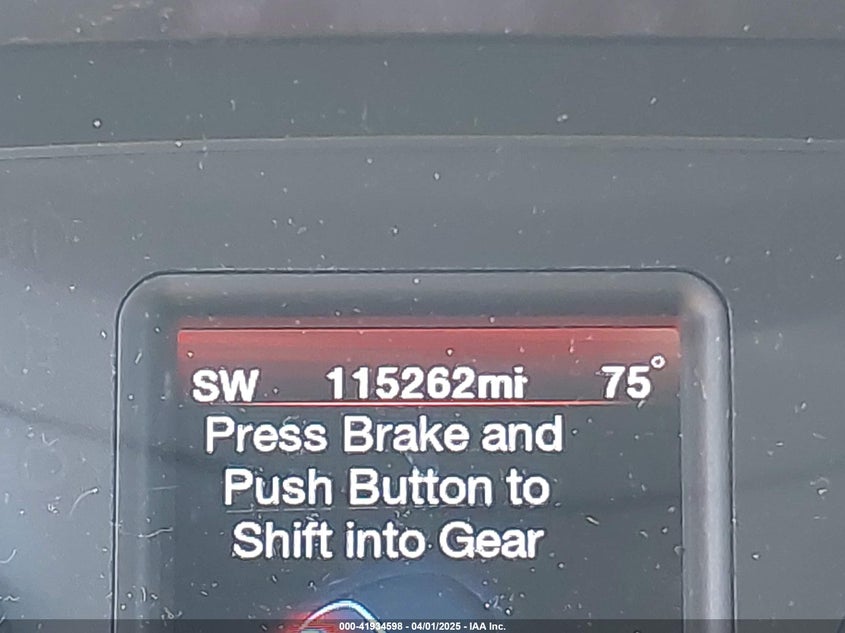 SW 115262mi 75°
Press Brake and
Push Button to
Shift into Gear
000-41934598 - 04/01/2025 - IAA Inc.